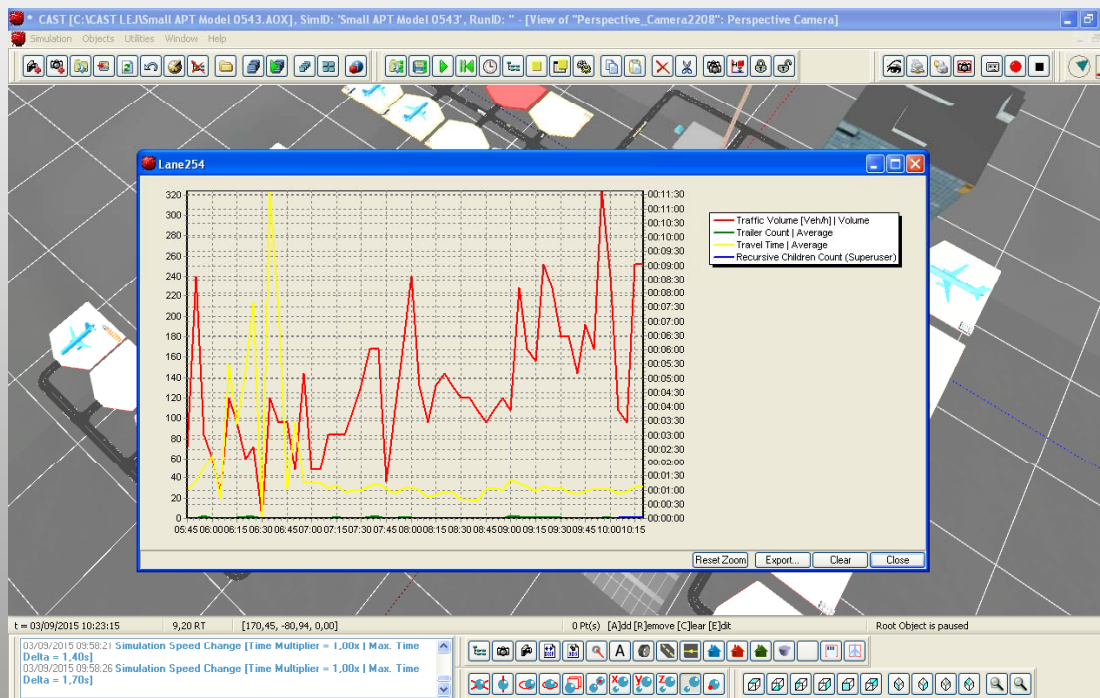 * CAST [C:\CAST LEJ\Small APT Model 0543.AOX], SimID: 'Small APT Model 0543', RunID: '' - [View of "Perspective_Camera2208": Perspective Camera]
Simulation Objects Utilities Window Help
Lane254
320
300
280
260
240
220
200
180
160
140
120
100
80
60
40
20
0
00:11:30
00:11:00
00:10:30
00:10:00
00:09:30
00:09:00
00:08:30
00:08:00
00:07:30
00:07:00
00:06:30
00:06:00
00:05:30
00:05:00
00:04:30
00:04:00
00:03:30
00:03:00
00:02:30
00:02:00
00:01:30
00:01:00
00:00:30
00:00:00
05:45 06:00 06:15 06:30 06:45 07:00 07:15 07:30 07:45 08:00 08:15 08:30 08:45 09:00 09:15 09:30 09:45 10:00 10:15
Traffic Volume [Veh/h] | Volume
Trailer Count | Average
Travel Time | Average
Recursive Children Count (Superuser)
Reset Zoom Export... Clear Close
t = 03/09/2015 10:23:15 9,20 RT [170,45, -80,94, 0,00] 0 Pt(s) [A]dd [R]emove [C]lear [E]dit Root Object is paused
03/09/2015 09:58:21 Simulation Speed Change [Time Multiplier = 1,00x | Max. Time
Delta = 1,40s]
03/09/2015 09:58:26 Simulation Speed Change [Time Multiplier = 1,00x | Max. Time
Delta = 1,70s]